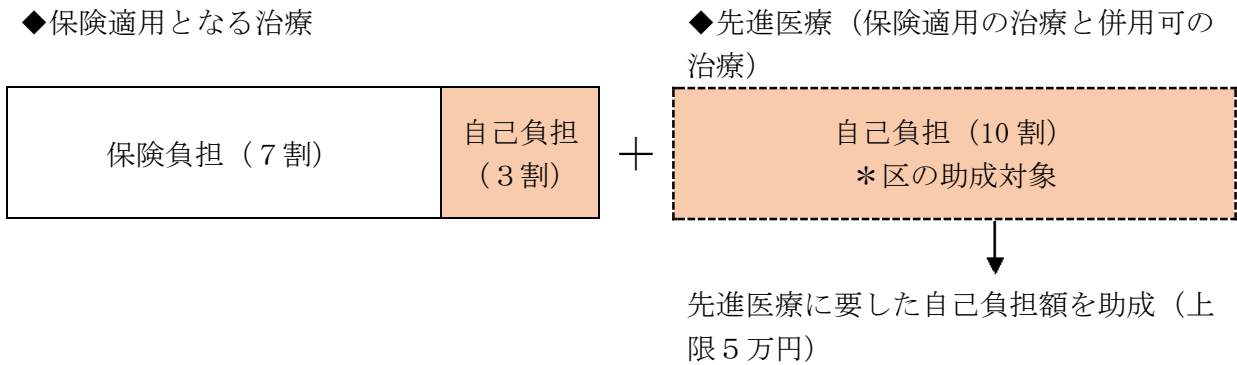 ◆保険適用となる治療
◆先進医療（保険適用の治療と併用可の
治療）
保険負担（７割）
自己負担
（３割）
＋
自己負担（10 割）
＊区の助成対象
先進医療に要した自己負担額を助成（上
限５万円）